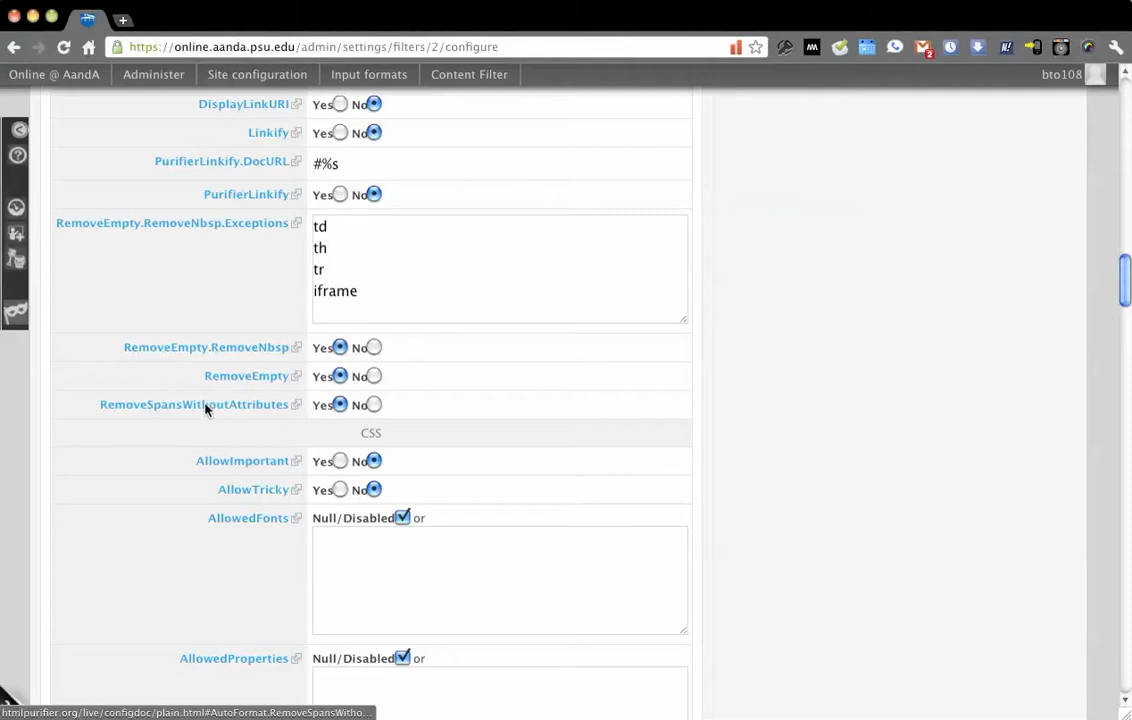 https://online.aanda.psu.edu/admin/settings/filters/2/configure
2
Online @ AandA Administer Site configuration Input formats Content Filter bto108
DisplayLinkURI Yes No
Linkify Yes No
PurifierLinkify.DocURL #%s
PurifierLinkify Yes No
RemoveEmpty.RemoveNbsp.Exceptions td
th
tr
iframe
RemoveEmpty.RemoveNbsp Yes No
RemoveEmpty Yes No
RemoveSpansWithoutAttributes Yes No
CSS
AllowImportant Yes No
AllowTricky Yes No
AllowedFonts Null/Disabled or
AllowedProperties Null/Disabled or
htmlpurifier.org/live/configdoc/plain.html#AutoFormat.RemoveSpansWitho...